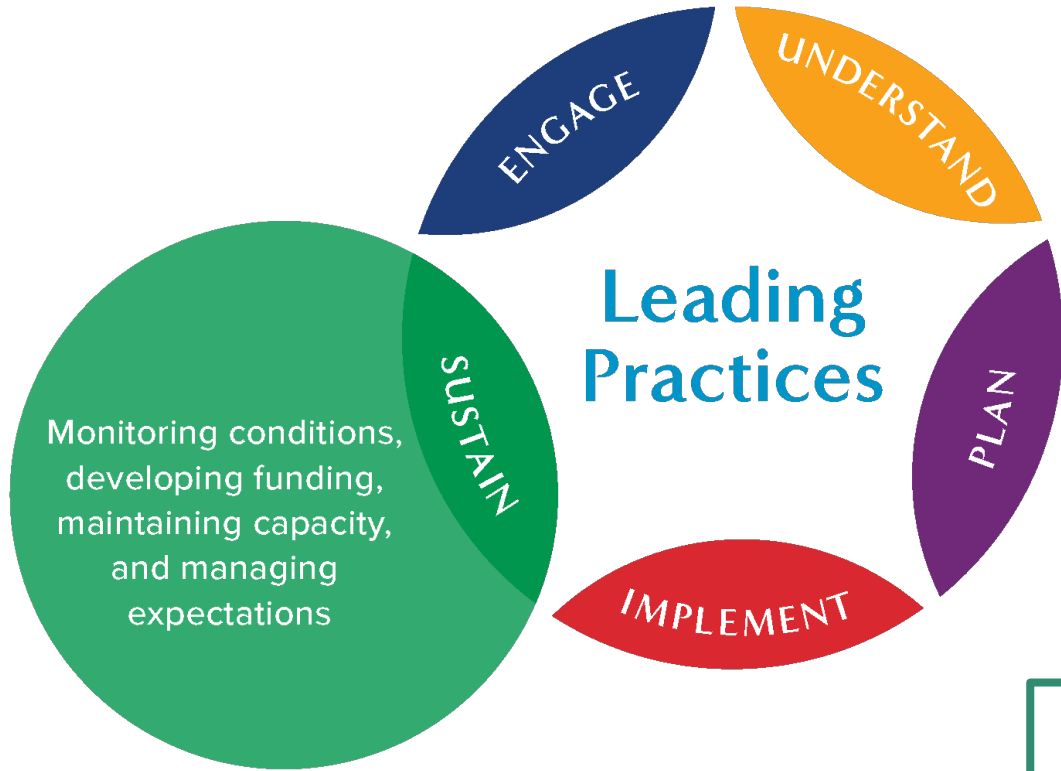 ENGAGE
UNDERSTAND
Leading
Practices
PLAN
IMPLEMENT
SUSTAIN
Monitoring conditions,
developing funding,
maintaining capacity,
and managing
expectations